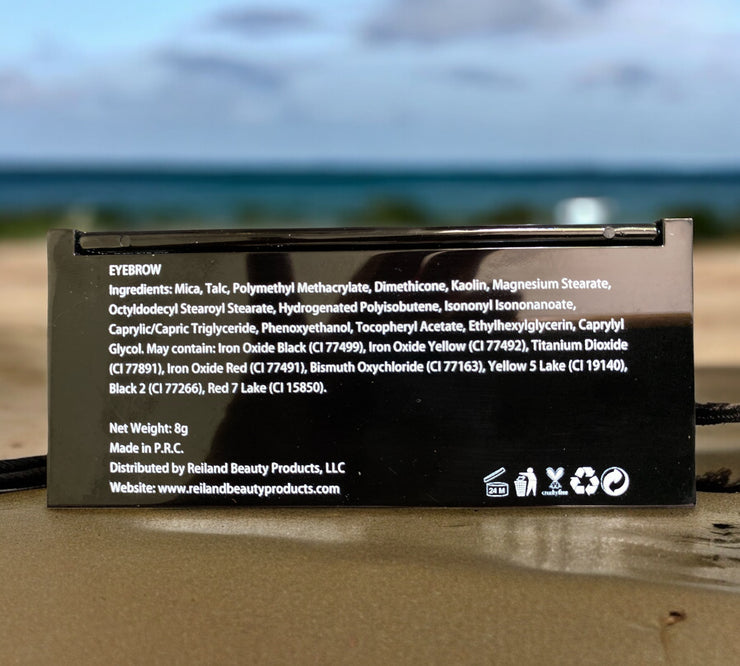 EYEBROW
Ingredients: Mica, Talc, Polymethyl Methacrylate, Dimethicone, Kaolin, Magnesium Stearate,
Octyldodecyl Stearoyl Stearate, Hydrogenated Polyisobutene, Isononyl Isononanoate,
Caprylic/Capric Triglyceride, Phenoxyethanol, Tocopheryl Acetate, Ethylhexylglycerin, Caprylyl
Glycol. May contain: Iron Oxide Black (CI 77499), Iron Oxide Yellow (CI 77492), Titanium Dioxide
(CI 77891), Iron Oxide Red (CI 77491), Bismuth Oxychloride (CI 77163), Yellow 5 Lake (CI 19140),
Black 2 (CI 77266), Red 7 Lake (CI 15850).
Net Weight: 8g
Made in P.R.C.
Distributed by Reiland Beauty Products, LLC
Website: www.reilandbeautyproducts.com
24 M
crueltyfree